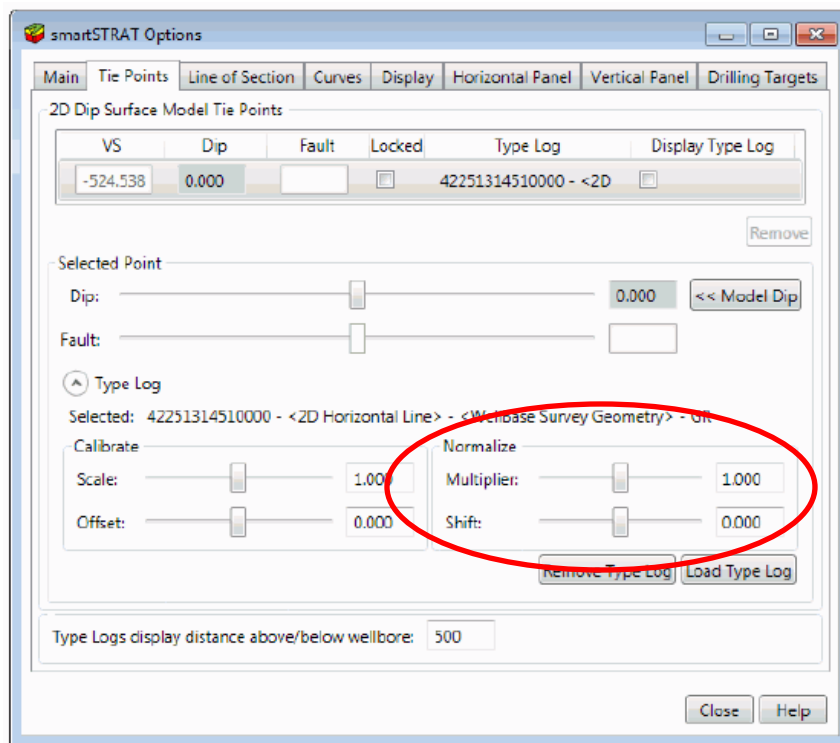 smartSTRAT Options
Main Tie Points Line of Section Curves Display Horizontal Panel Vertical Panel Drilling Targets
2D Dip Surface Model Tie Points
VS Dip Fault Locked Type Log Display Type Log
-524.538 0.000 42251314510000 - <2D
Remove
Selected Point
Dip: 0.000 << Model Dip
Fault:
Type Log
Selected: 42251314510000 - <2D Horizontal Line> - <WellBase Survey Geometry> - GR
Calibrate Normalize
Scale: 1.000 Multiplier: 1.000
Offset: 0.000 Shift: 0.000
Remove Type Log Load Type Log
Type Logs display distance above/below wellbore: 500
Close Help